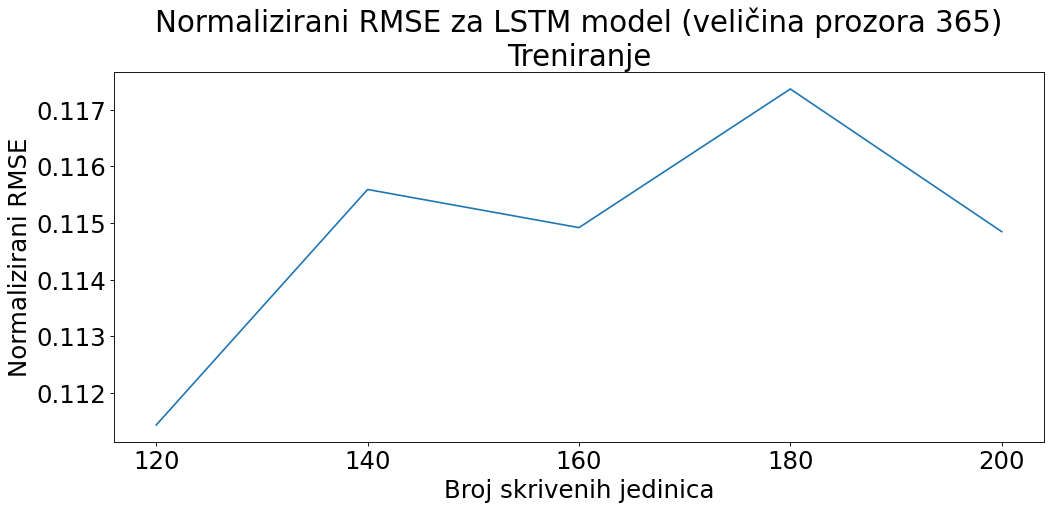 Normalizirani RMSE za LSTM model (veličina prozora 365)
Treniranje
Normalizirani RMSE
0.117
0.116
0.115
0.114
0.113
0.112
120 140 160 180 200
Broj skrivenih jedinica